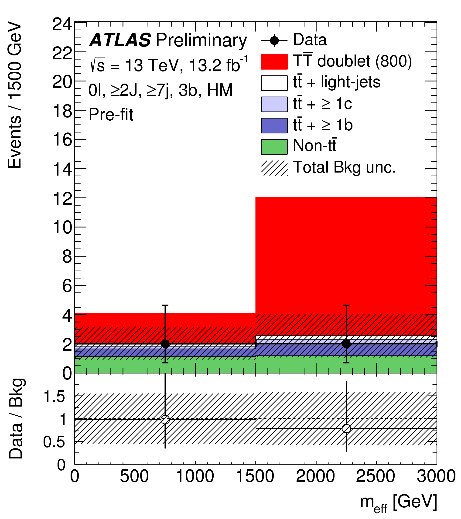 ATLAS Preliminary
√s = 13 TeV, 13.2 fb⁻¹
0l, ≥2J, ≥7j, 3b, HM
Pre-fit
Data
TT̅ doublet (800)
tt̅ + light-jets
tt̅ + ≥ 1c
tt̅ + ≥ 1b
Non-tt̅
Total Bkg unc.
Events / 1500 GeV
24
22
20
18
16
14
12
10
8
6
4
2
0
Data / Bkg
1.5
1
0.5
0
0 500 1000 1500 2000 2500 3000
m_eff [GeV]